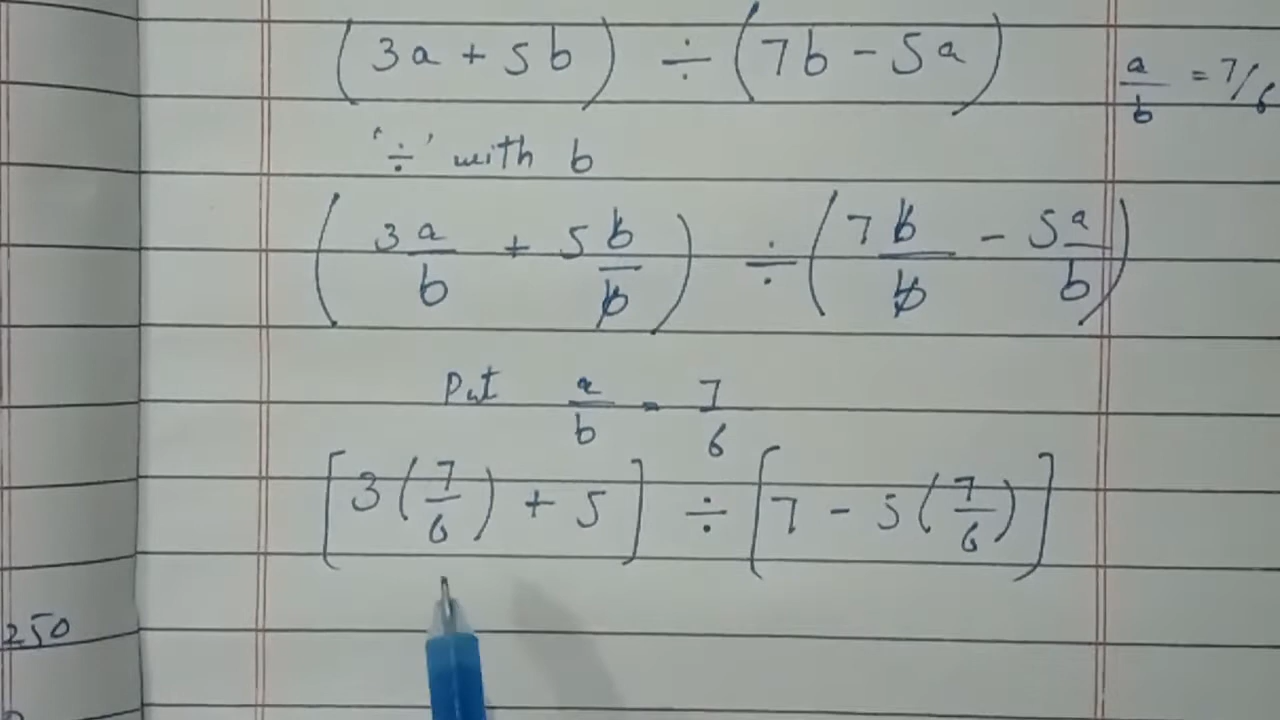 (3a + 5b) ÷ (7b - 5a)
a/b = 7/6
'÷' with b
(3a/b + 5b/b) ÷ (7b/b - 5a/b)
Put a/b = 7/6
[3(7/6) + 5] ÷ [7 - 5(7/6)]
250